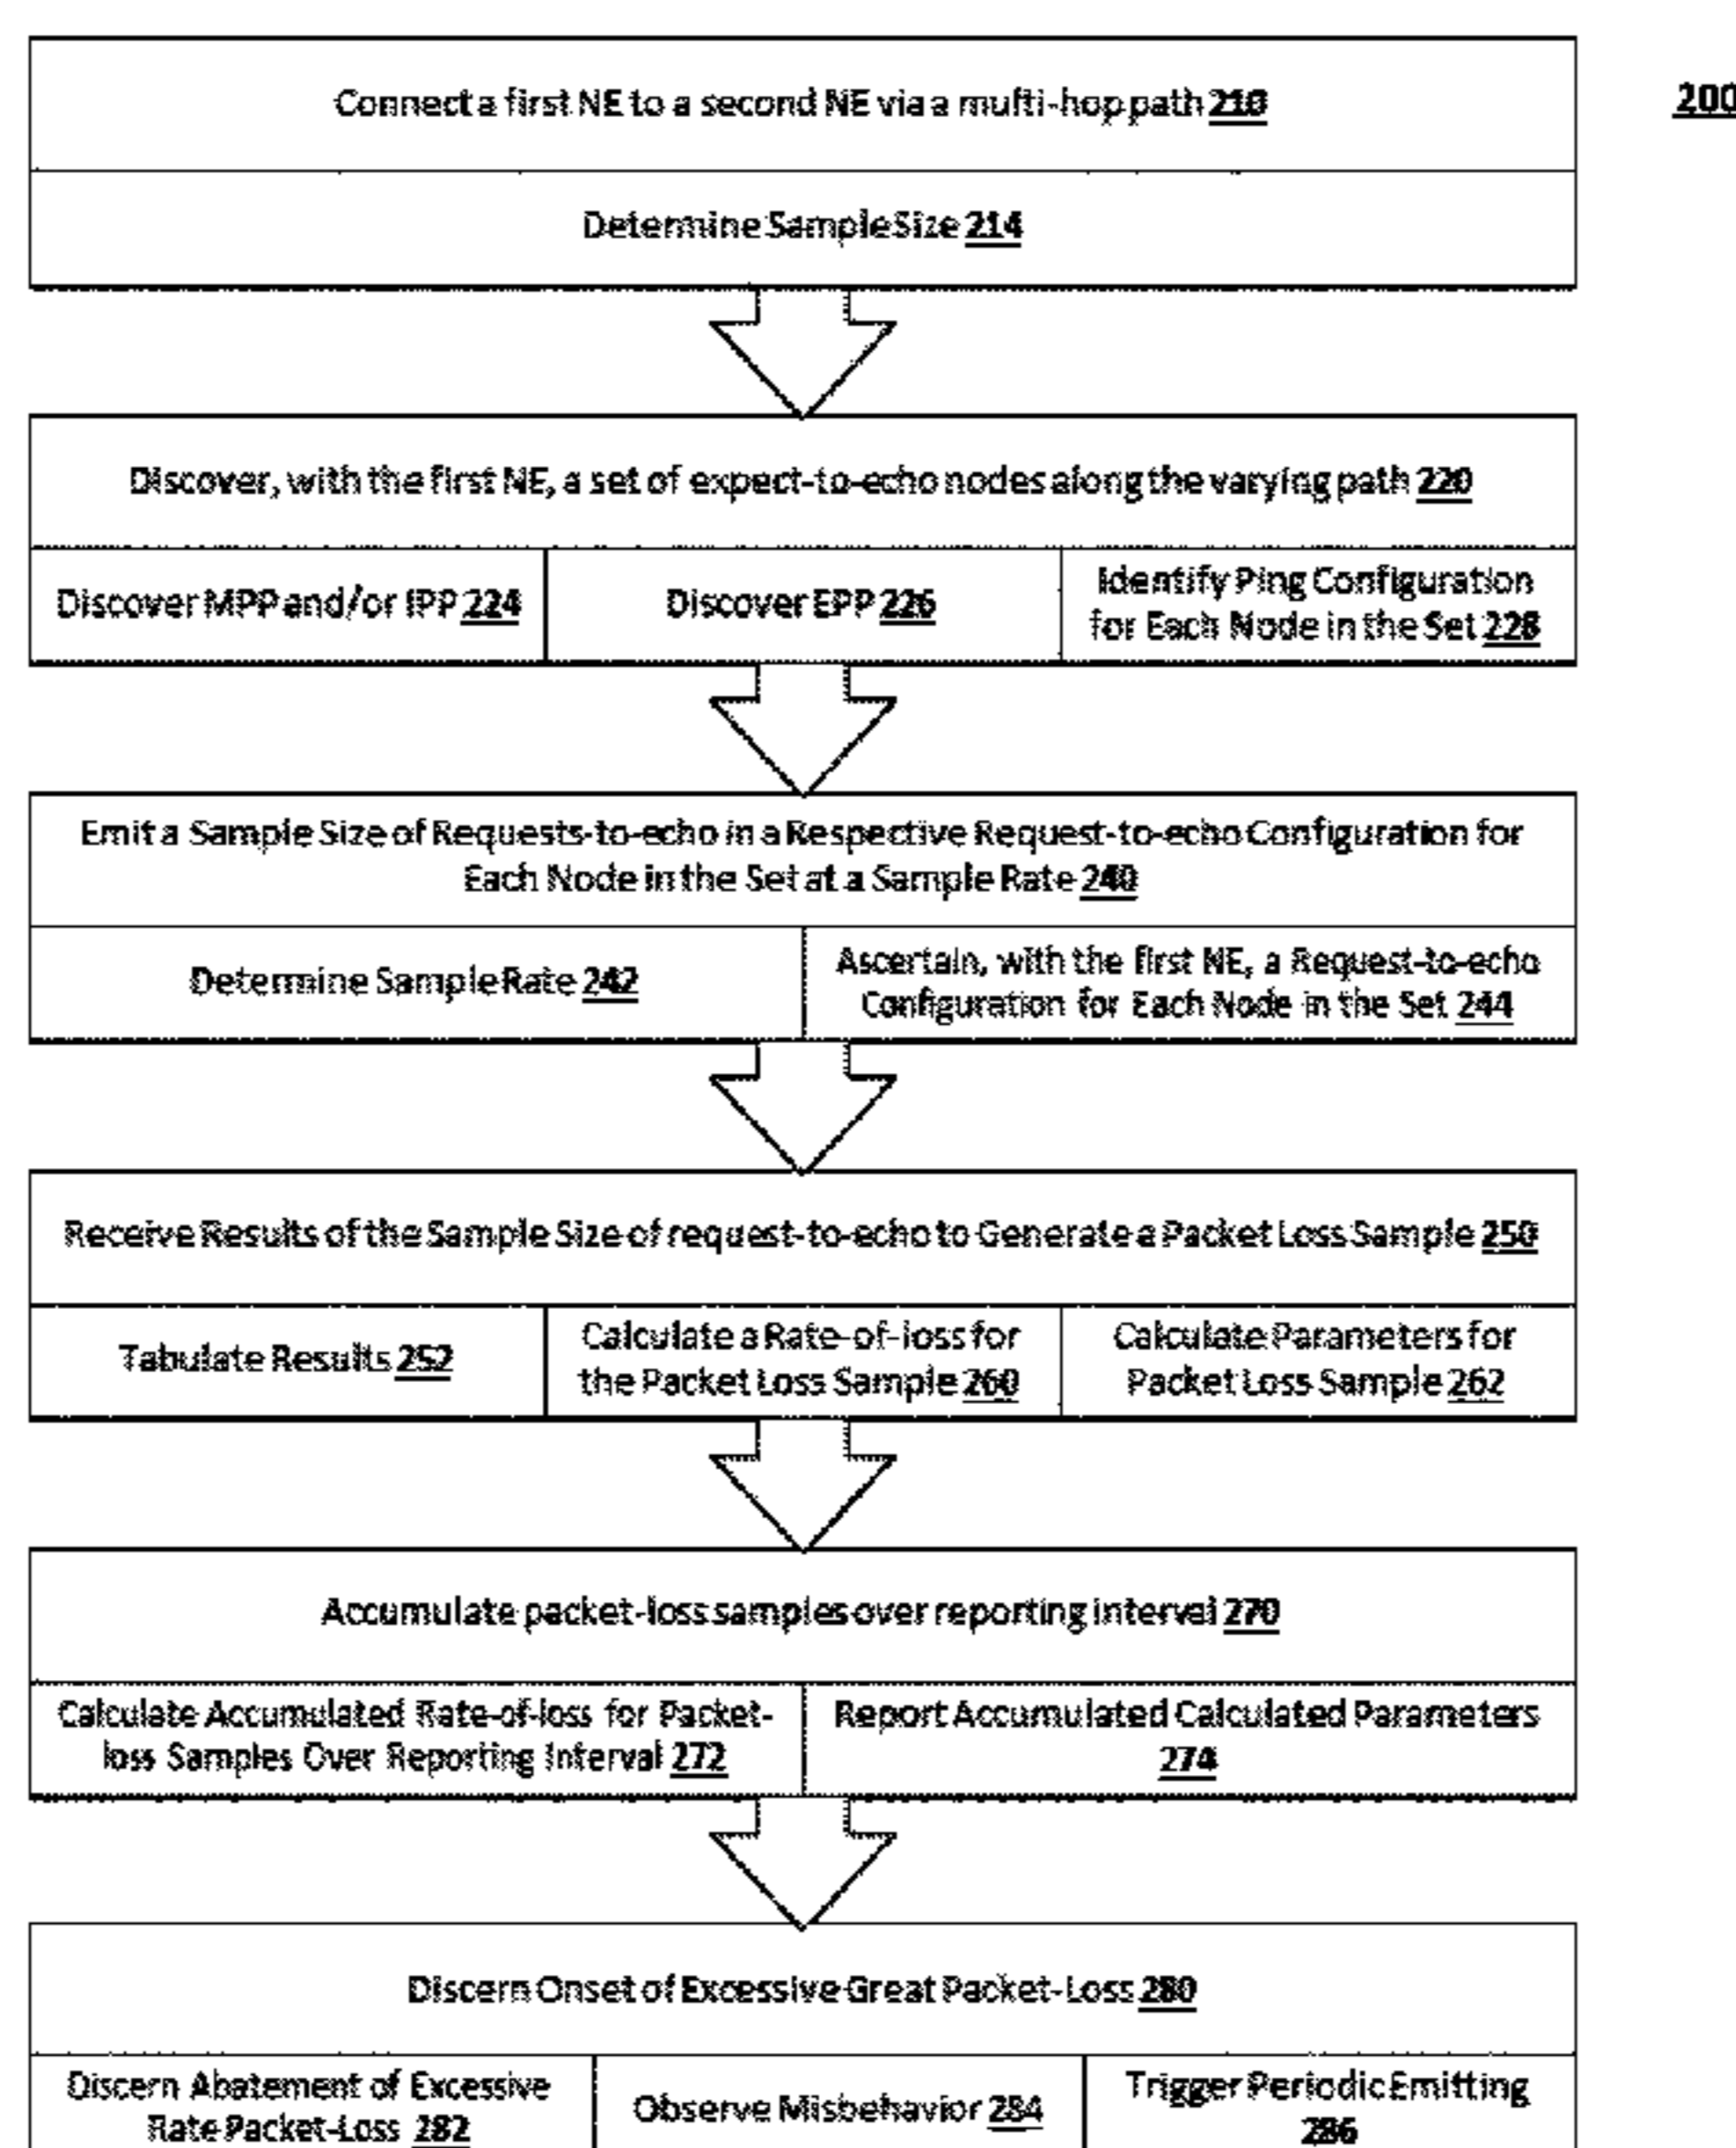 200
Connect a first NE to a second NE via a multi-hop path 210
Determine Sample Size 214
Discover, with the first NE, a set of expect-to-echo nodes along the varying path 220
Discover MPP and/or IPP 224
Discover EPP 226
Identify Ping Configuration
for Each Node in the Set 228
Emit a Sample Size of Requests-to-echo in a Respective Request-to-echo Configuration for
Each Node in the Set at a Sample Rate 240
Determine Sample Rate 242
Ascertain, with the first NE, a Request-to-echo
Configuration for Each Node in the Set 244
Receive Results of the Sample Size of request-to-echo to Generate a Packet Loss Sample 250
Tabulate Results 252
Calculate a Rate-of-loss for
the Packet Loss Sample 260
Calculate Parameters for
Packet Loss Sample 262
Accumulate packet-loss samples over reporting interval 270
Calculate Accumulated Rate-of-loss for Packet-
loss Samples Over Reporting Interval 272
Report Accumulated Calculated Parameters
274
Discern Onset of Excessive Great Packet-Loss 280
Discern Abatement of Excessive
Rate Packet-Loss 282
Observe Misbehavior 284
Trigger Periodic Emitting
286